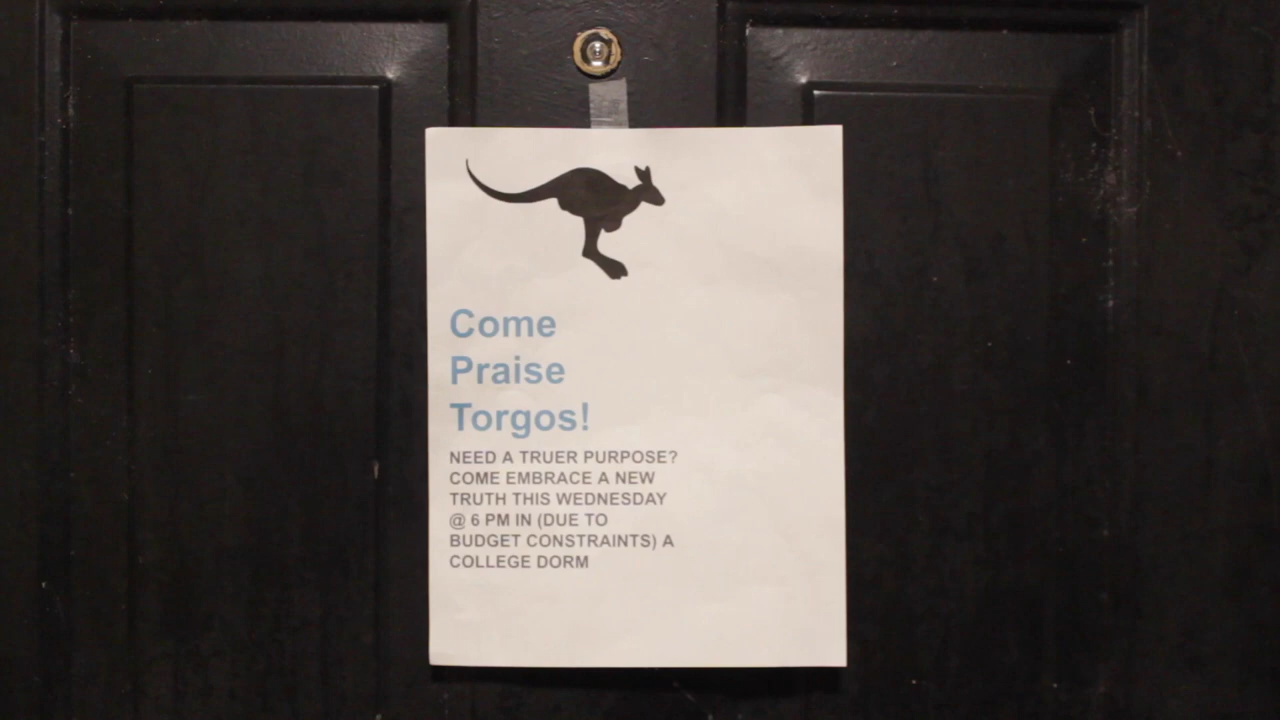 Come
Praise
Torgos!
NEED A TRUER PURPOSE?
COME EMBRACE A NEW
TRUTH THIS WEDNESDAY
@ 6 PM IN (DUE TO
BUDGET CONSTRAINTS) A
COLLEGE DORM